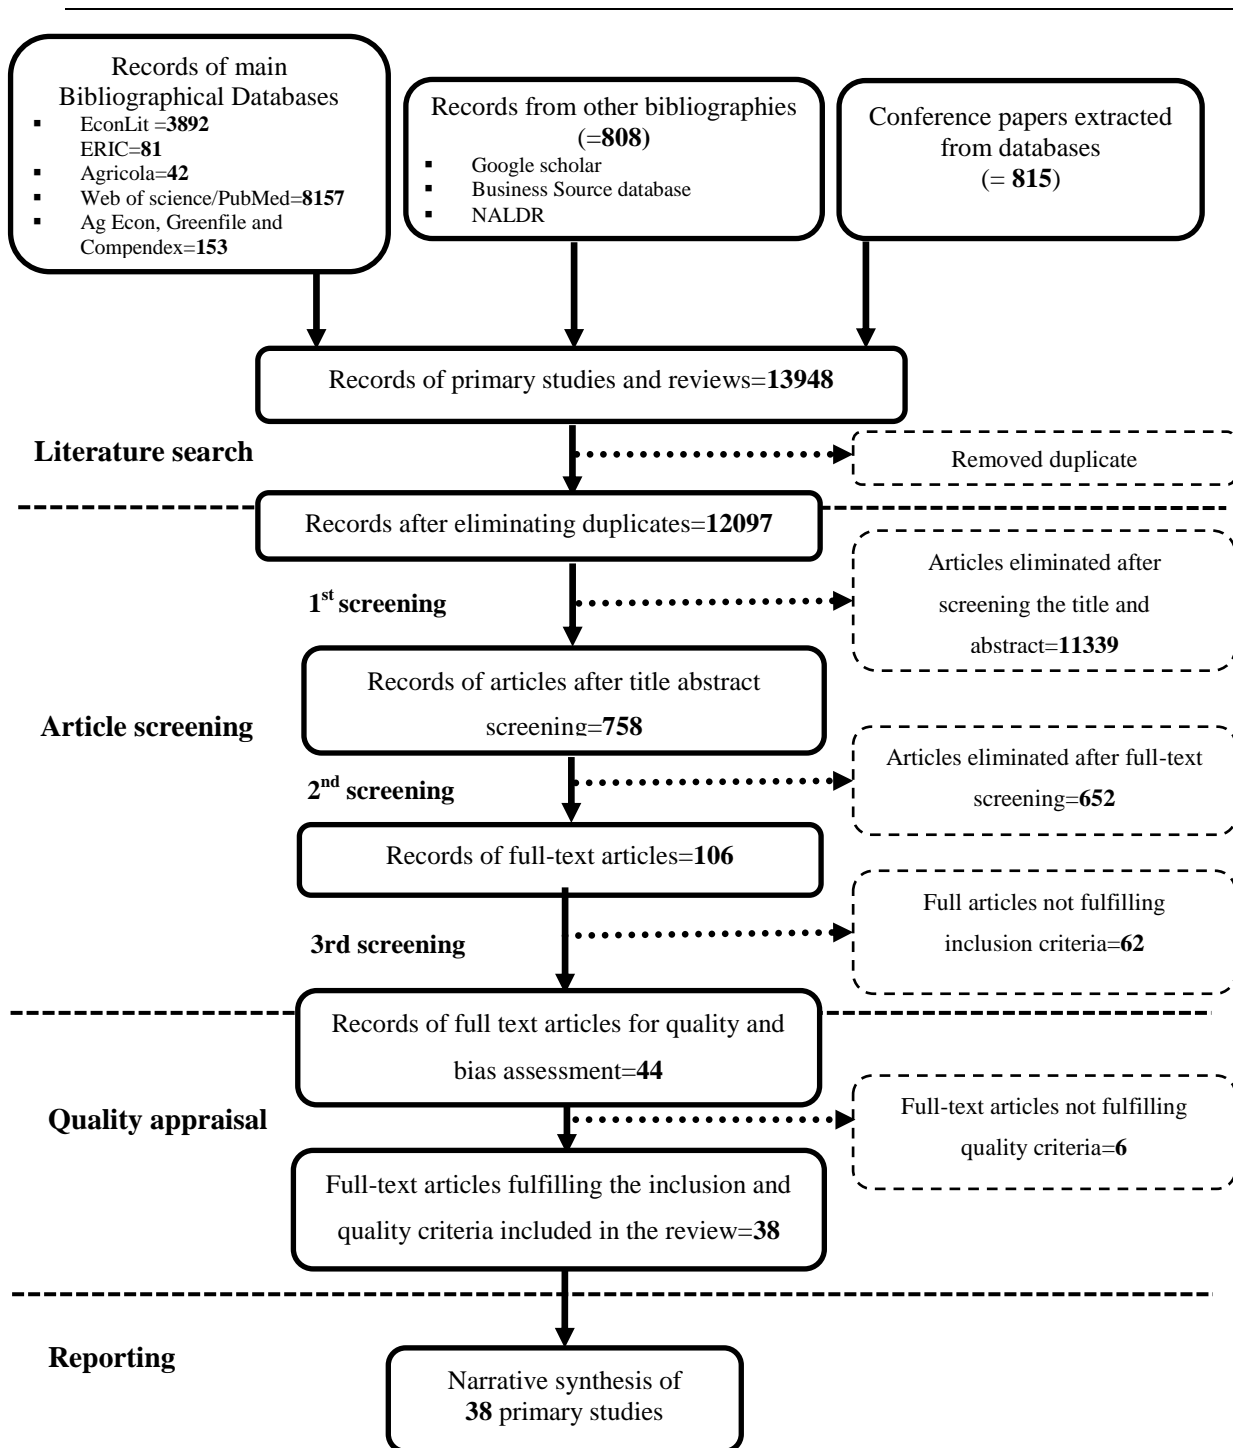 Records of main
Bibliographical Databases
▪ EconLit =3892
ERIC=81
▪ Agricola=42
▪ Web of science/PubMed=8157
▪ Ag Econ, Greenfile and
Compendex=153
Records from other bibliographies
(=808)
▪ Google scholar
▪ Business Source database
▪ NALDR
Conference papers extracted
from databases
(= 815)
Records of primary studies and reviews=13948
Literature search
Removed duplicate
Records after eliminating duplicates=12097
1st screening
Articles eliminated after
screening the title and
abstract=11339
Records of articles after title abstract
screening=758
Article screening
2nd screening
Articles eliminated after full-text
screening=652
Records of full-text articles=106
3rd screening
Full articles not fulfilling
inclusion criteria=62
Records of full text articles for quality and
bias assessment=44
Quality appraisal
Full-text articles not fulfilling
quality criteria=6
Full-text articles fulfilling the inclusion and
quality criteria included in the review=38
Reporting
Narrative synthesis of
38 primary studies